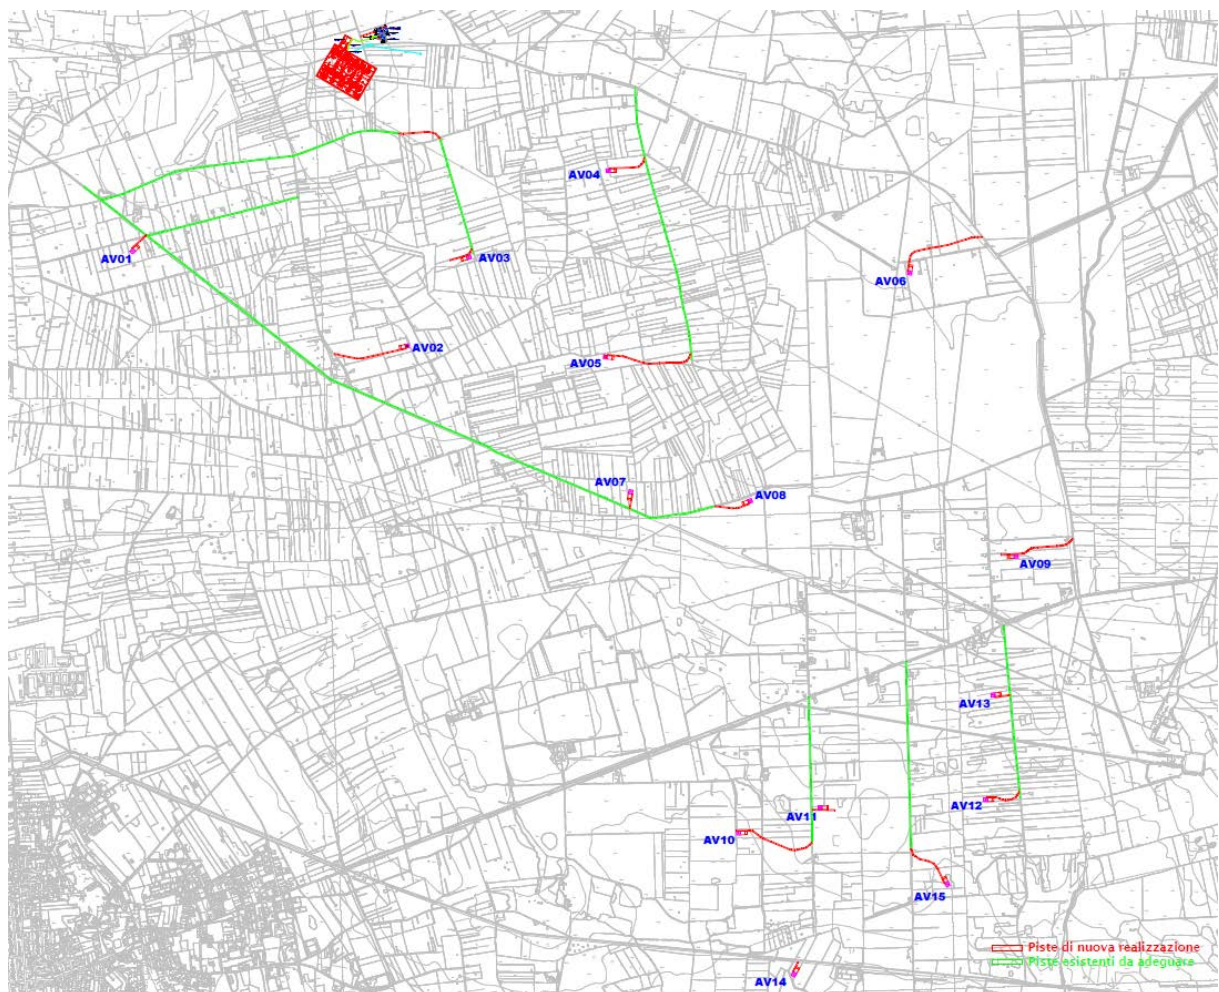 AV04
AV01
AV03
AV06
AV02
AV05
AV07
AV08
AV09
AV13
AV12
AV11
AV10
AV15
Piste di nuova realizzazione
Piste esistenti da adeguare
AV14